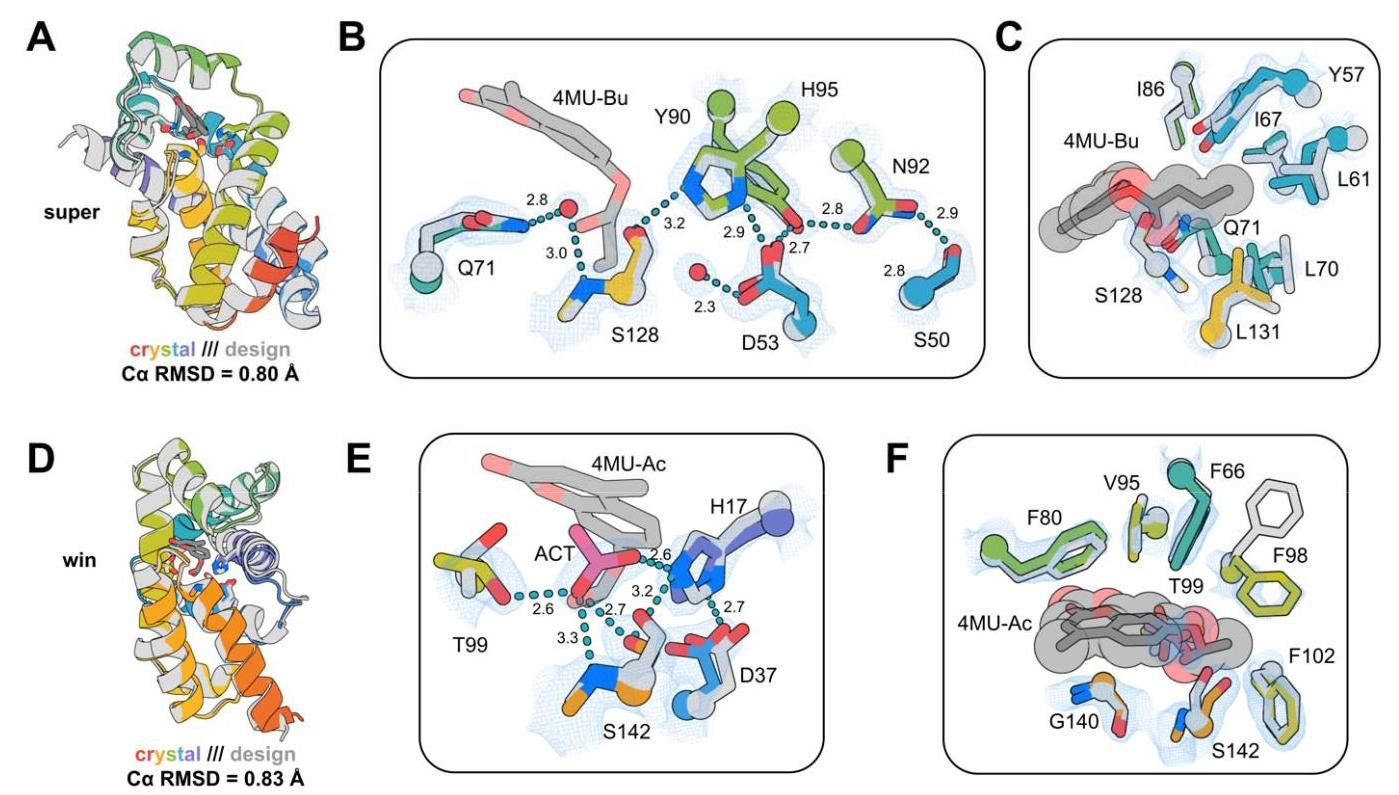 A
super
crystal /// design
Cα RMSD = 0.80 Å
B
4MU-Bu
Y90
H95
N92
2.8
3.2
2.8
2.9
2.9
3.0
2.7
2.8
Q71
2.3
S128
D53
S50
C
I86
Y57
I67
4MU-Bu
L61
Q71
L70
S128
L131
D
win
crystal /// design
Cα RMSD = 0.83 Å
E
4MU-Ac
H17
ACT
2.6
3.2
2.6
2.7
2.7
3.3
T99
D37
S142
F
V95
F66
F80
F98
T99
4MU-Ac
F102
G140
S142